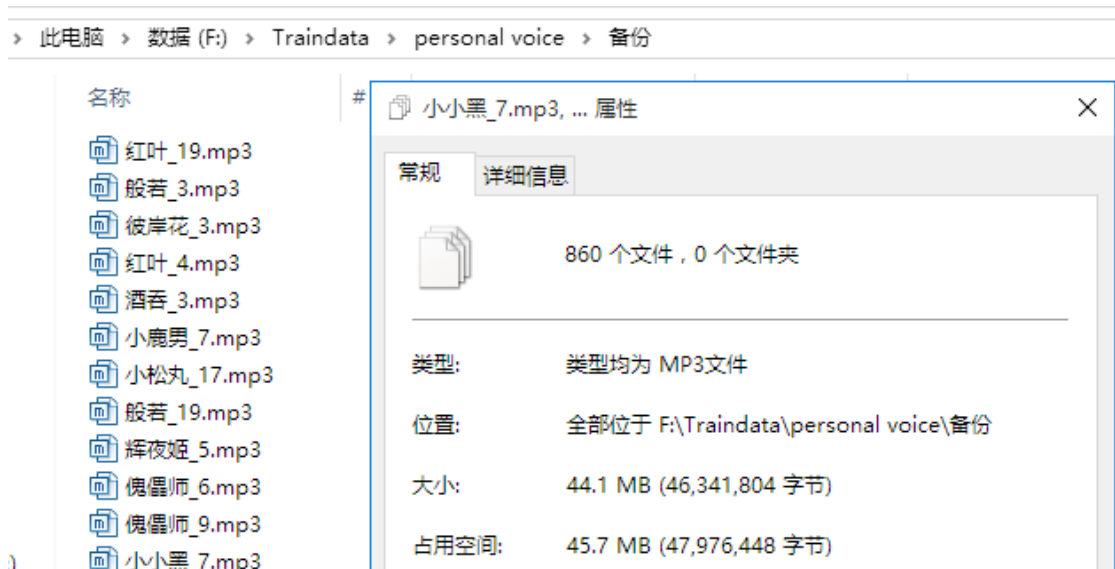 › 此电脑 › 数据 (F:) › Traindata › personal voice › 备份
名称
#
红叶_19.mp3
般若_3.mp3
彼岸花_3.mp3
红叶_4.mp3
酒吞_3.mp3
小鹿男_7.mp3
小松丸_17.mp3
般若_19.mp3
辉夜姬_5.mp3
傀儡师_6.mp3
傀儡师_9.mp3
小小黑_7.mp3
小小黑_7.mp3, ... 属性
常规 详细信息
860 个文件，0 个文件夹
类型: 类型均为 MP3文件
位置: 全部位于 F:\Traindata\personal voice\备份
大小: 44.1 MB (46,341,804 字节)
占用空间: 45.7 MB (47,976,448 字节)